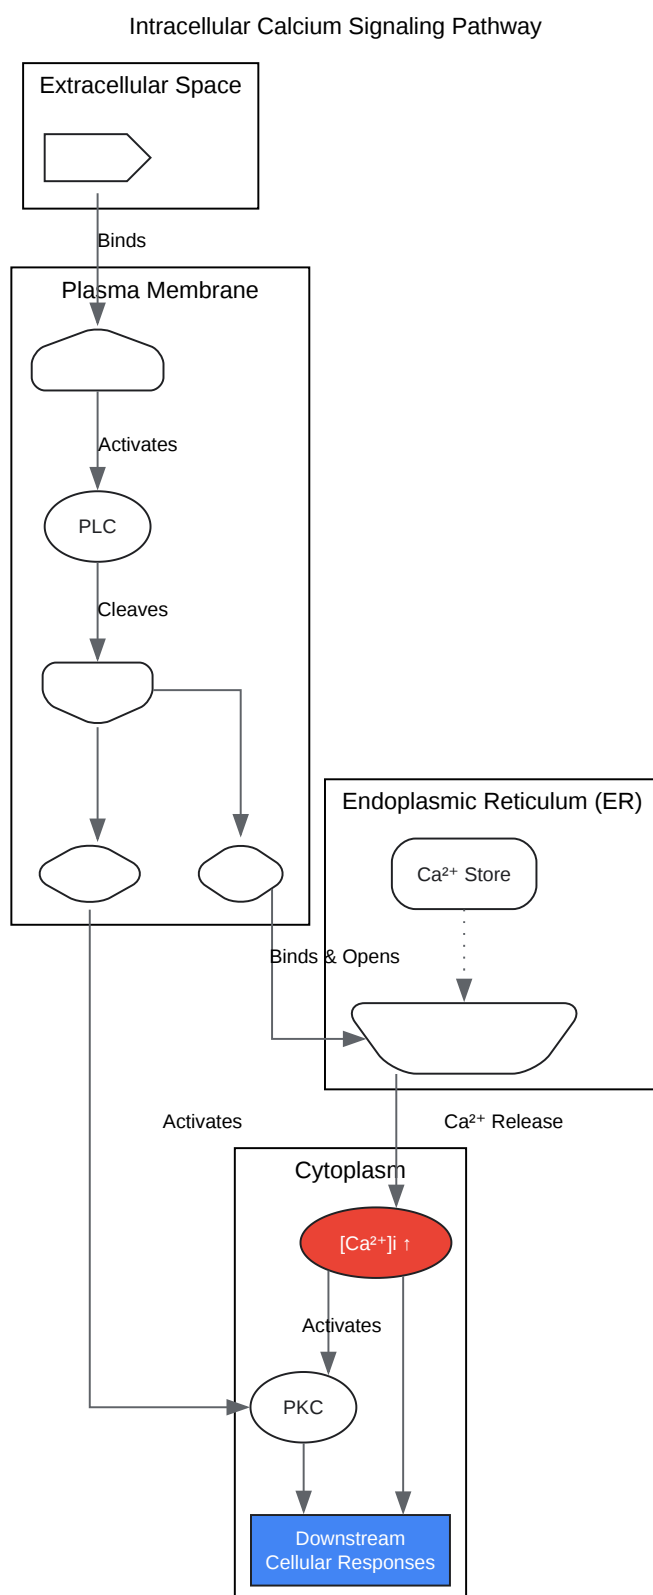 Intracellular Calcium Signaling Pathway
Extracellular Space
Binds
Plasma Membrane
Activates
PLC
Cleaves
Endoplasmic Reticulum (ER)
Ca²⁺ Store
Binds & Opens
Activates
Ca²⁺ Release
Cytoplasm
[Ca²⁺]i ↑
Activates
PKC
Downstream
Cellular Responses